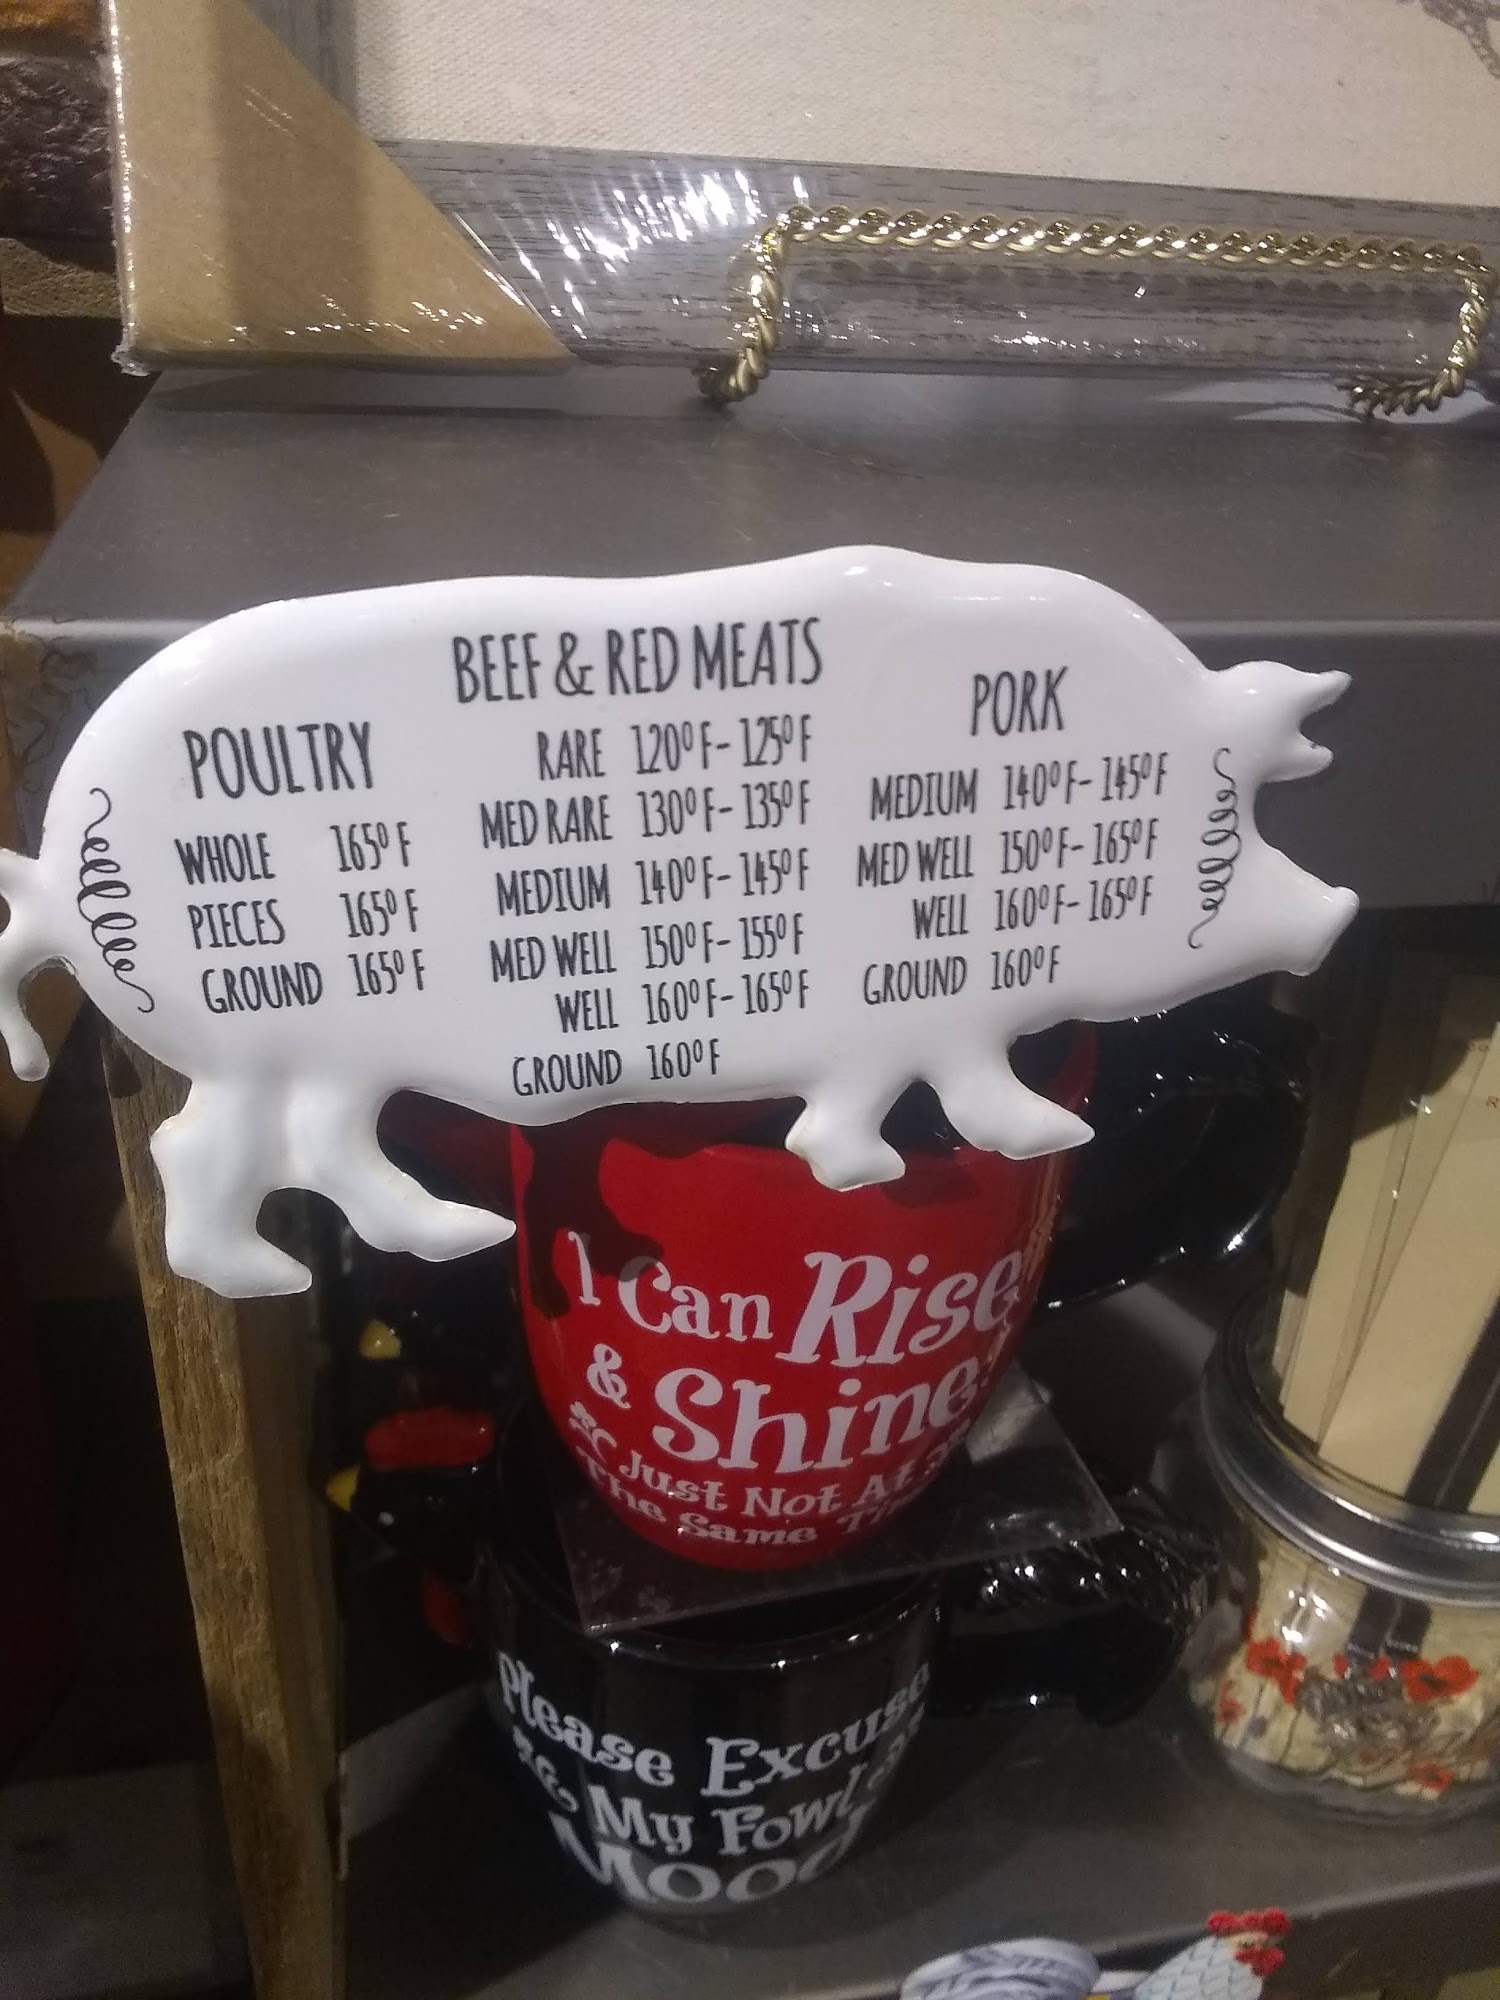 BEEF & RED MEATS
RARE 120°F- 125°F
MED RARE 130°F- 135°F
MEDIUM 140°F- 145°F
MED WELL 150°F- 155°F
WELL 160°F- 165°F
GROUND 160°F
POULTRY
WHOLE 165° F
PIECES 165° F
GROUND 165° F
PORK
MEDIUM 140°F- 145°F
MED WELL 150°F- 165°F
WELL 160°F- 165°F
GROUND 160°F
I Can Rise
& Shine
Just Not At
The Same
Please Excuse
My Fowl
Mood